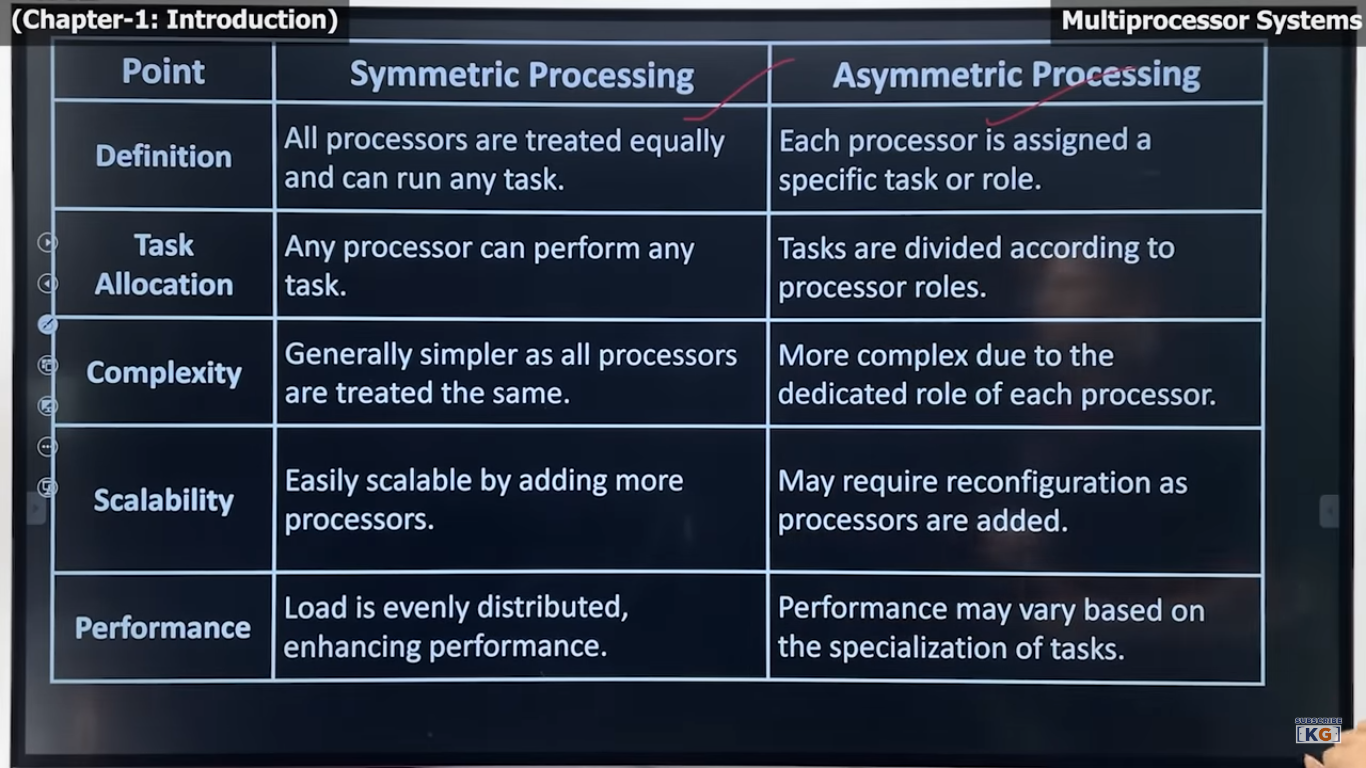 (Chapter-1: Introduction)
Multiprocessor Systems
Point
Symmetric Processing
Asymmetric Processing
Definition
All processors are treated equally
and can run any task.
Each processor is assigned a
specific task or role.
Task
Allocation
Any processor can perform any
task.
Tasks are divided according to
processor roles.
Complexity
Generally simpler as all processors
are treated the same.
More complex due to the
dedicated role of each processor.
Scalability
Easily scalable by adding more
processors.
May require reconfiguration as
processors are added.
Performance
Load is evenly distributed,
enhancing performance.
Performance may vary based on
the specialization of tasks.
SUBSCRIBE
KG